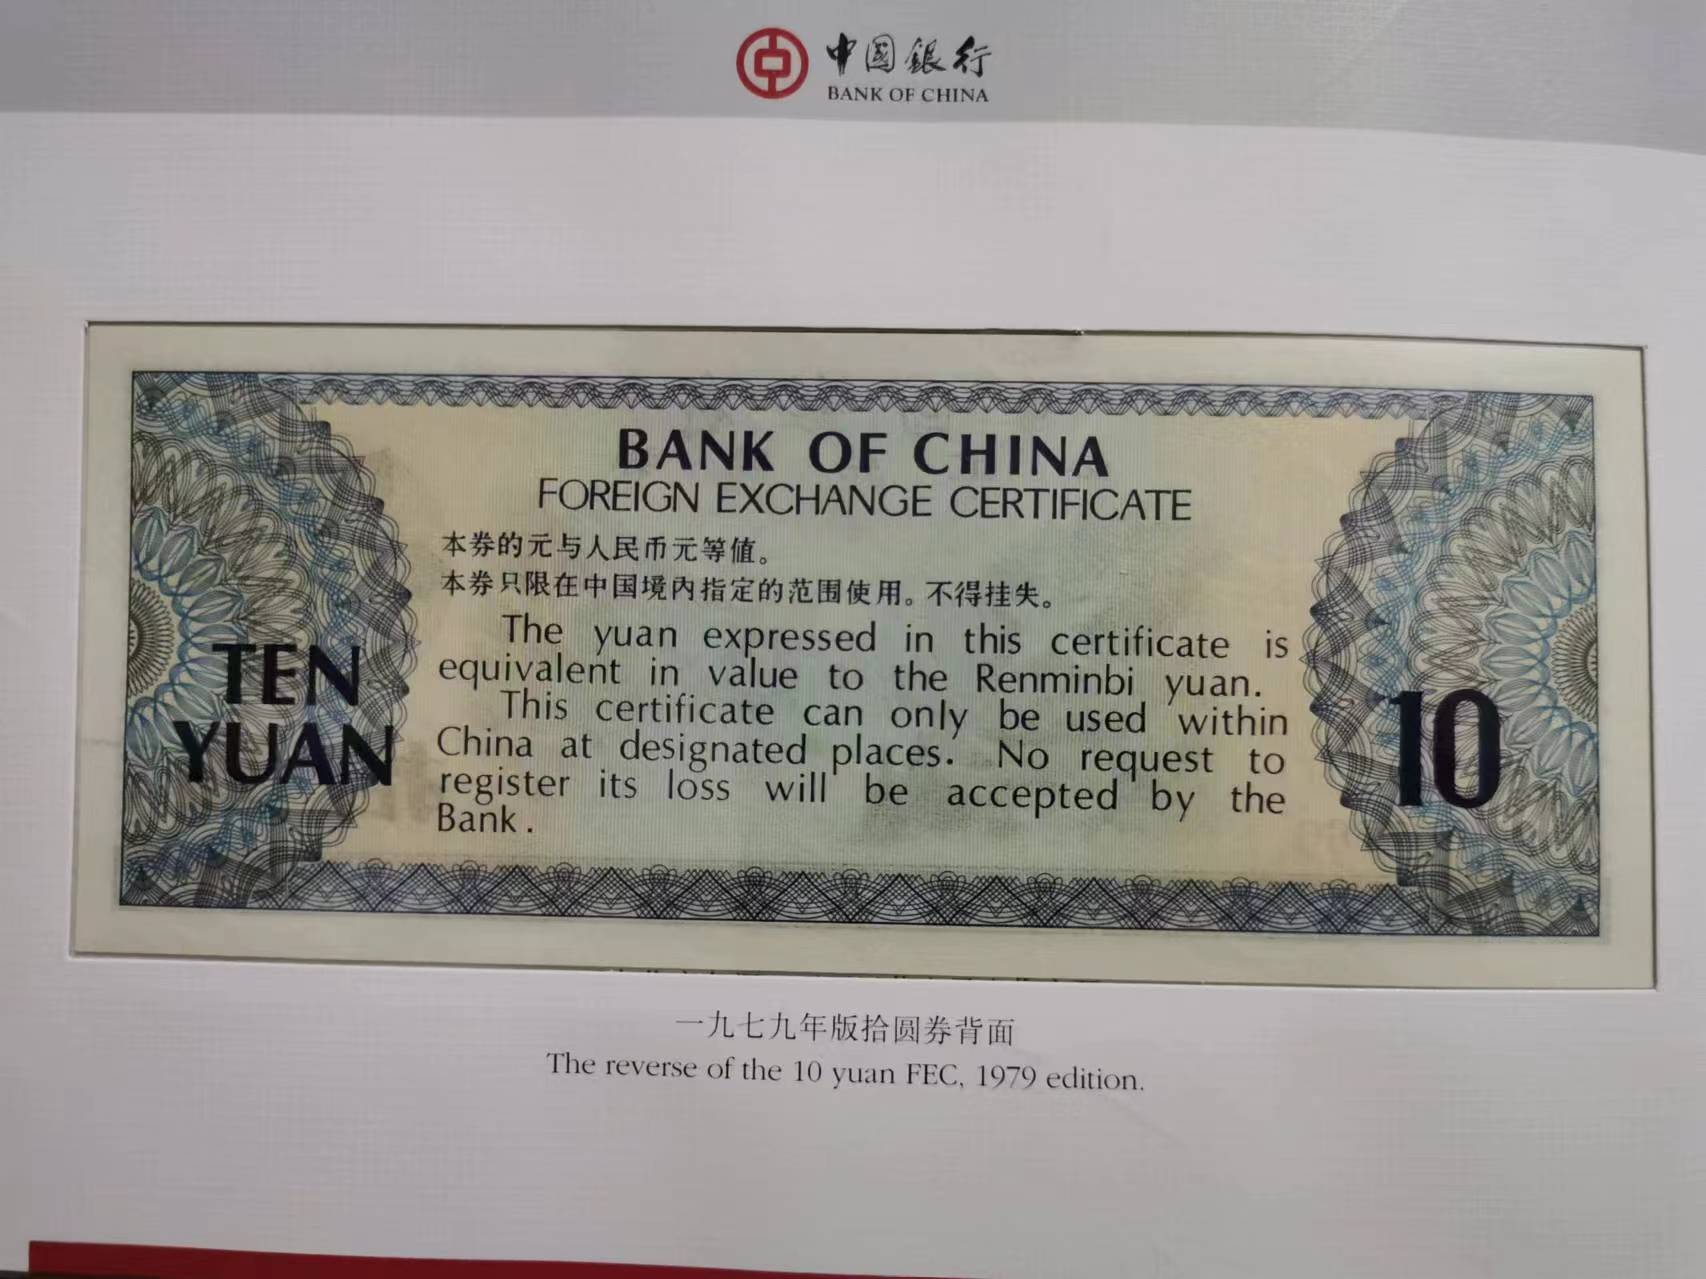 中國銀行
BANK OF CHINA
BANK OF CHINA
FOREIGN EXCHANGE CERTIFICATE
本券的元与人民币元等值。
本券只限在中国境内指定的范围使用。不得挂失。
The yuan expressed in this certificate is
equivalent in value to the Renminbi yuan.
This certificate can only be used within
China at designated places. No request to
register its loss will be accepted by the
Bank.
TEN
YUAN
10
一九七九年版拾圆券背面
The reverse of the 10 yuan FEC, 1979 edition.